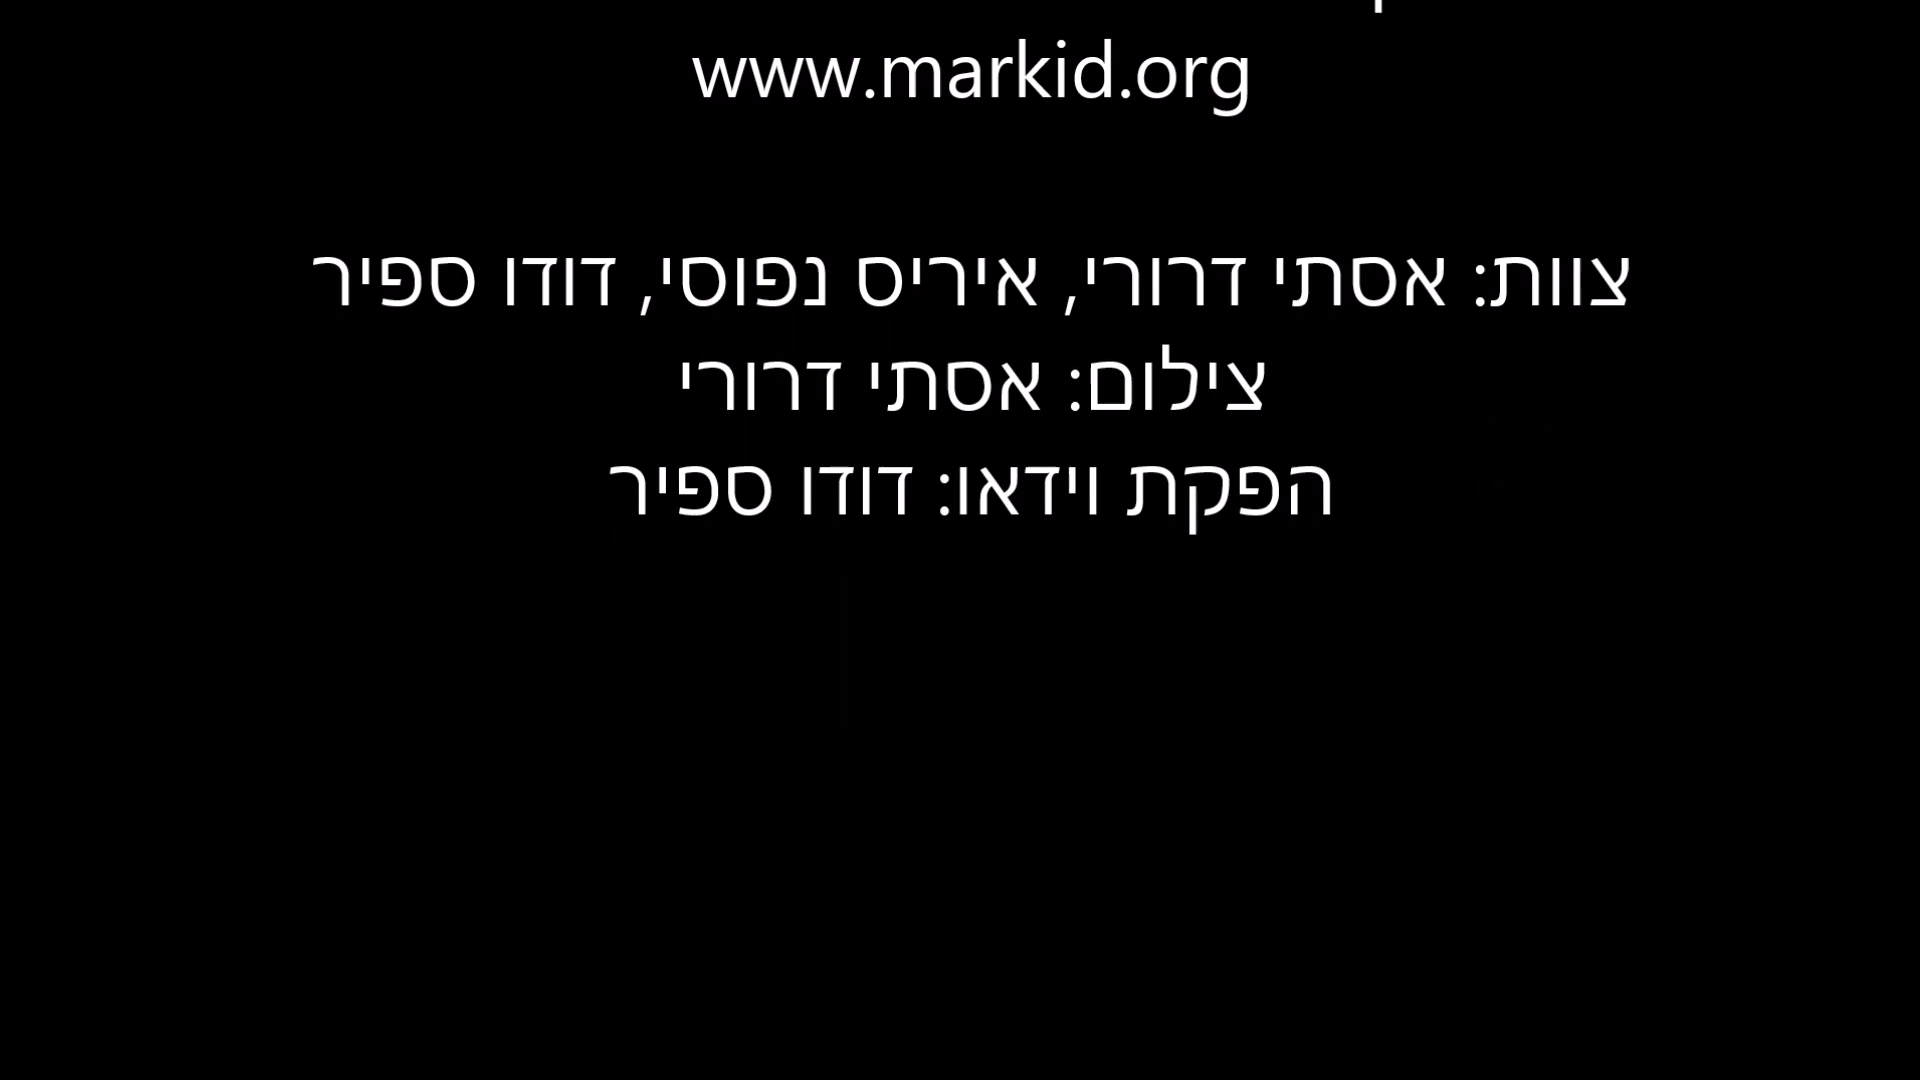 www.markid.org
צוות: אסתי דרורי, איריס נפוסי, דודו ספיר
צילום: אסתי דרורי
הפקת וידאו: דודו ספיר